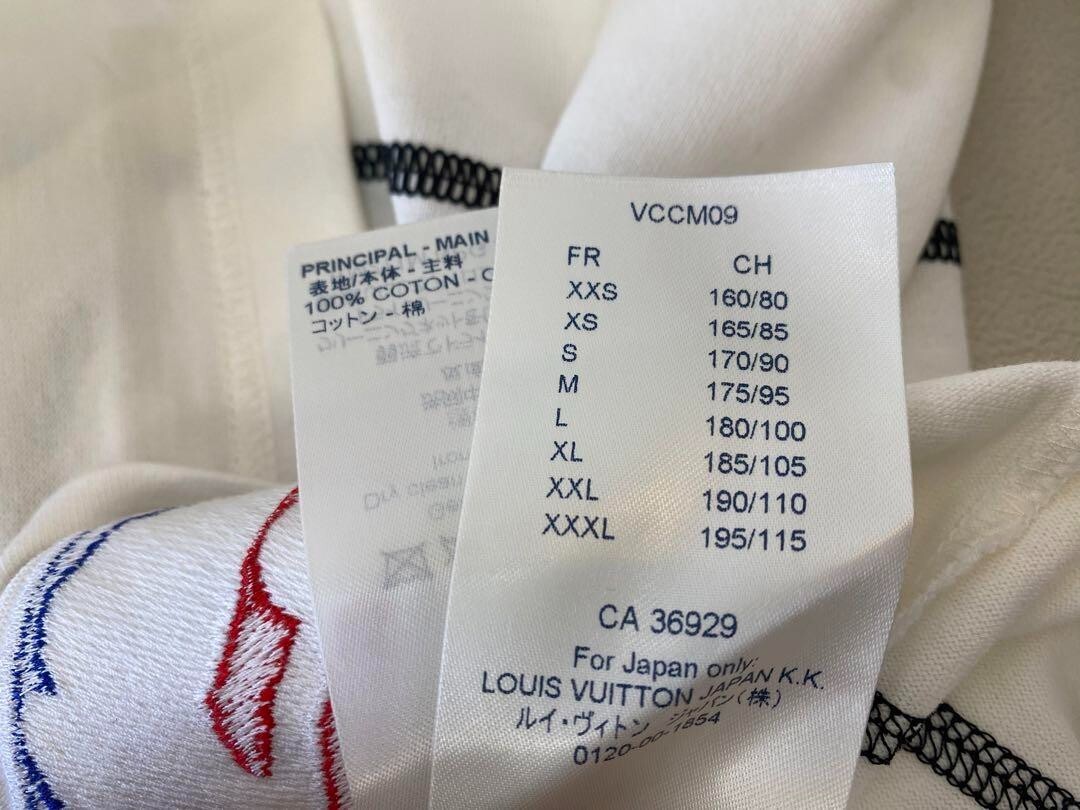 PRINCIPAL - MAIN
表地/本体 - 主料
100% COTON - C
コットン - 棉
Dry clean
VCCM09
FR CH
XXS 160/80
XS 165/85
S 170/90
M 175/95
L 180/100
XL 185/105
XXL 190/110
XXXL 195/115
CA 36929
For Japan only:
LOUIS VUITTON JAPAN K.K.
ルイ・ヴィトン ジャパン(株)
0120-00-1854